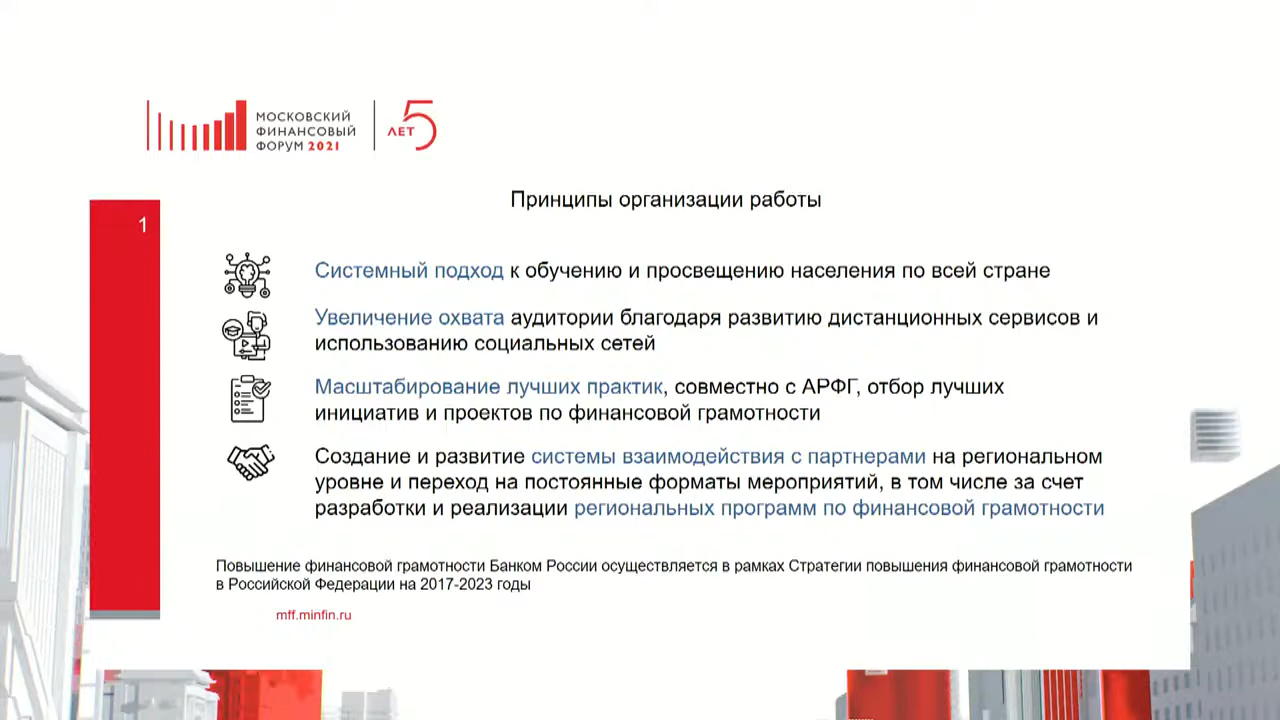 МОСКОВСКИЙ
ФИНАНСОВЫЙ
ФОРУМ 2021
ЛЕТ 5
Принципы организации работы
1
Системный подход к обучению и просвещению населения по всей стране
Увеличение охвата аудитории благодаря развитию дистанционных сервисов и
использованию социальных сетей
Масштабирование лучших практик, совместно с АРФГ, отбор лучших
инициатив и проектов по финансовой грамотности
Создание и развитие системы взаимодействия с партнерами на региональном
уровне и переход на постоянные форматы мероприятий, в том числе за счет
разработки и реализации региональных программ по финансовой грамотности
Повышение финансовой грамотности Банком России осуществляется в рамках Стратегии повышения финансовой грамотности
в Российской Федерации на 2017-2023 годы
mff.minfin.ru